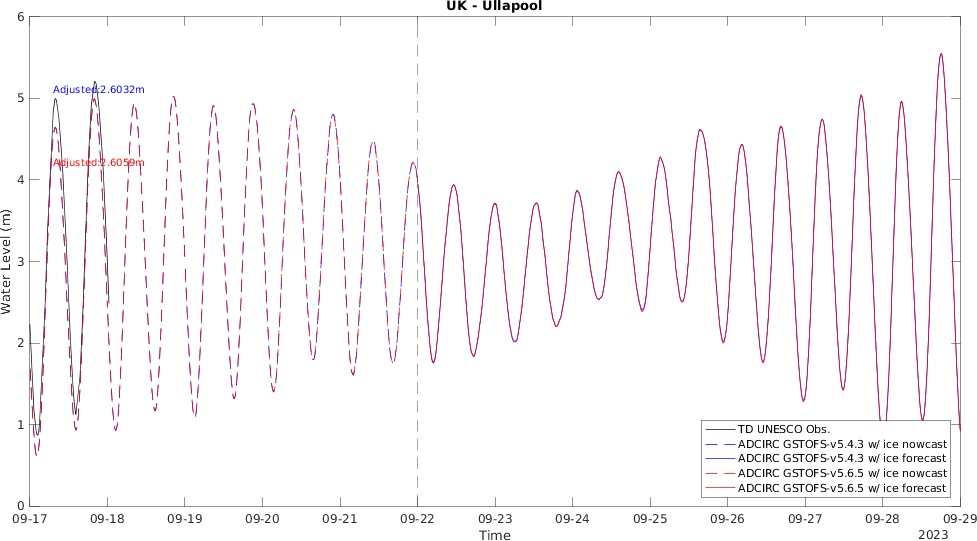 UK - Ullapool
6
5
4
3
2
1
0
Water Level (m)
Adjusted:2.6032m
Adjusted:2.6059m
TD UNESCO Obs.
ADCIRC GSTOFS-v5.4.3 w/ ice nowcast
ADCIRC GSTOFS-v5.4.3 w/ ice forecast
ADCIRC GSTOFS-v5.6.5 w/ ice nowcast
ADCIRC GSTOFS-v5.6.5 w/ ice forecast
09-17 09-18 09-19 09-20 09-21 09-22 09-23 09-24 09-25 09-26 09-27 09-28 09-29
Time
2023